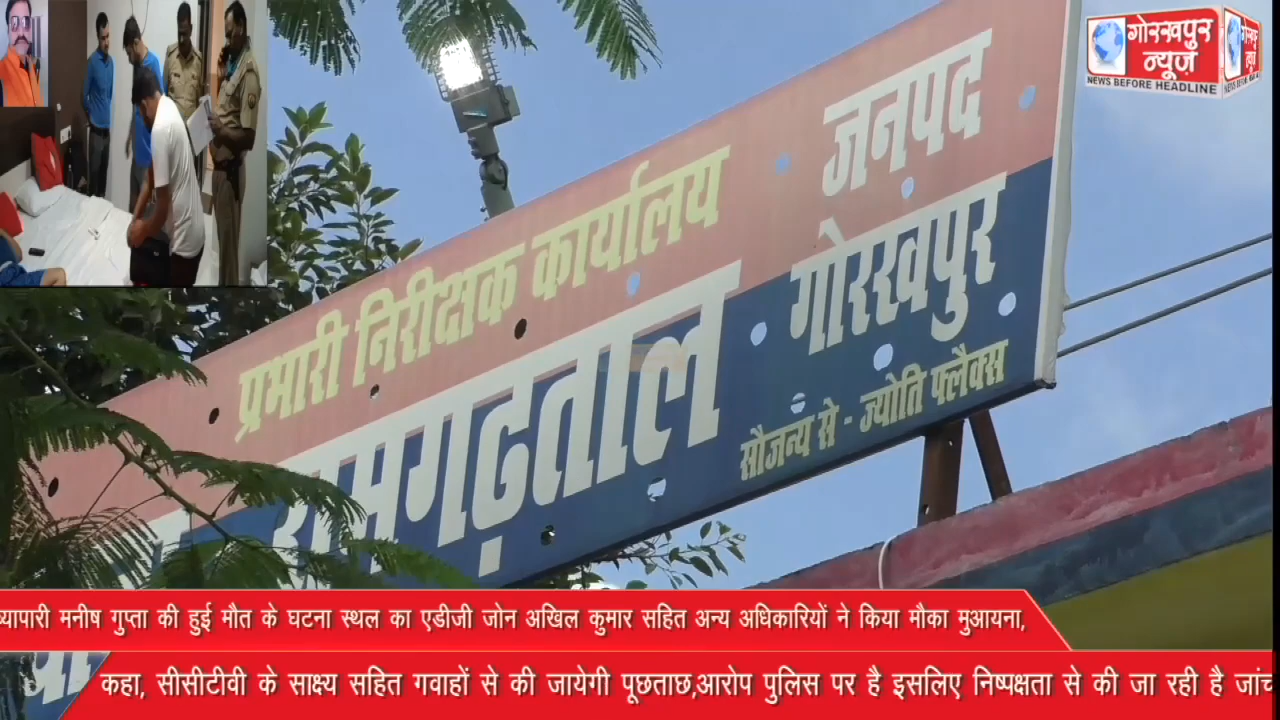 गोरखपुर
न्यूज़
NEWS BEFORE HEADLINE
जनपद
प्रभारी निरीक्षक कार्यालय
गोरखपुर
रामगढ़ताल
सौजन्य से - ज्योति फ्लैक्स
व्यापारी मनीष गुप्ता की हुई मौत के घटना स्थल का एडीजी जोन अखिल कुमार सहित अन्य अधिकारियों ने किया मौका मुआयना,
कहा, सीसीटीवी के साक्ष्य सहित गवाहों से की जायेगी पूछताछ,आरोप पुलिस पर है इसलिए निष्पक्षता से की जा रही है जांच